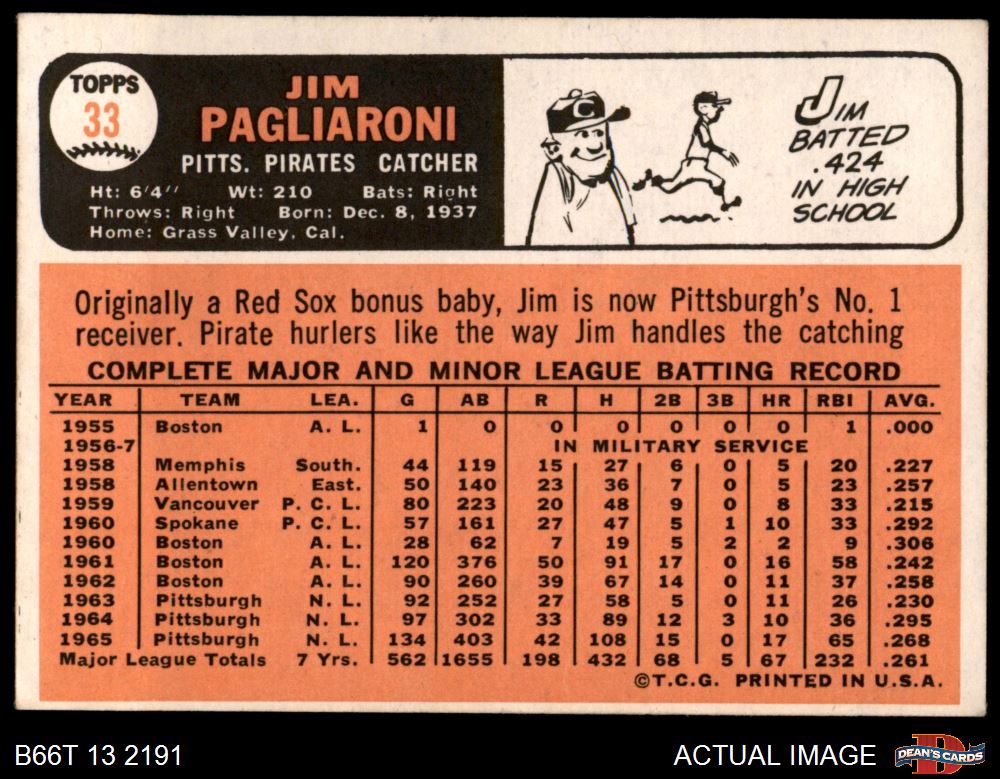 TOPPS
33
JIM
PAGLIARONI
PITTS. PIRATES CATCHER
Ht: 6'4'' Wt: 210 Bats: Right
Throws: Right Born: Dec. 8, 1937
Home: Grass Valley, Cal.
C
JIM
BATTED
.424
IN HIGH
SCHOOL
Originally a Red Sox bonus baby, Jim is now Pittsburgh's No. 1
receiver. Pirate hurlers like the way Jim handles the catching
COMPLETE MAJOR AND MINOR LEAGUE BATTING RECORD
YEAR TEAM LEA. G AB R H 2B 3B HR RBI AVG.
1955 Boston A. L. 1 0 0 0 0 0 0 1 .000
1956-7 IN MILITARY SERVICE
1958 Memphis South. 44 119 15 27 6 0 5 20 .227
1958 Allentown East. 50 140 23 36 7 0 5 23 .257
1959 Vancouver P. C. L. 80 223 20 48 9 0 8 33 .215
1960 Spokane P. C. L. 57 161 27 47 5 1 10 33 .292
1960 Boston A. L. 28 62 7 19 5 2 2 9 .306
1961 Boston A. L. 120 376 50 91 17 0 16 58 .242
1962 Boston A. L. 90 260 39 67 14 0 11 37 .258
1963 Pittsburgh N. L. 92 252 27 58 5 0 11 26 .230
1964 Pittsburgh N. L. 97 302 33 89 12 3 10 36 .295
1965 Pittsburgh N. L. 134 403 42 108 15 0 17 65 .268
Major League Totals 7 Yrs. 562 1655 198 432 68 5 67 232 .261
©T.C.G. PRINTED IN U.S.A.
B66T 13 2191
ACTUAL IMAGE
D
DEAN'S CARDS